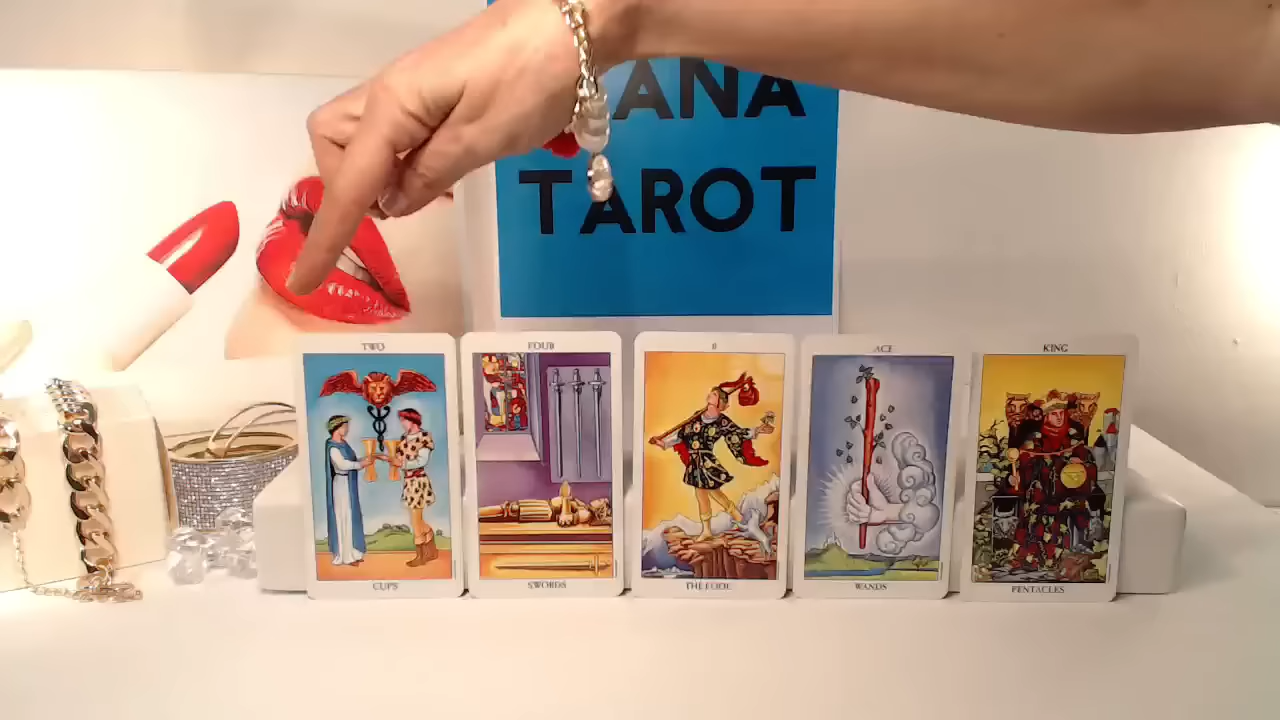 ANA
TAROT
TWO
FOUR
0
ACE
KING
CUPS
SWORDS
THE FOOL
WANDS
PENTACLES